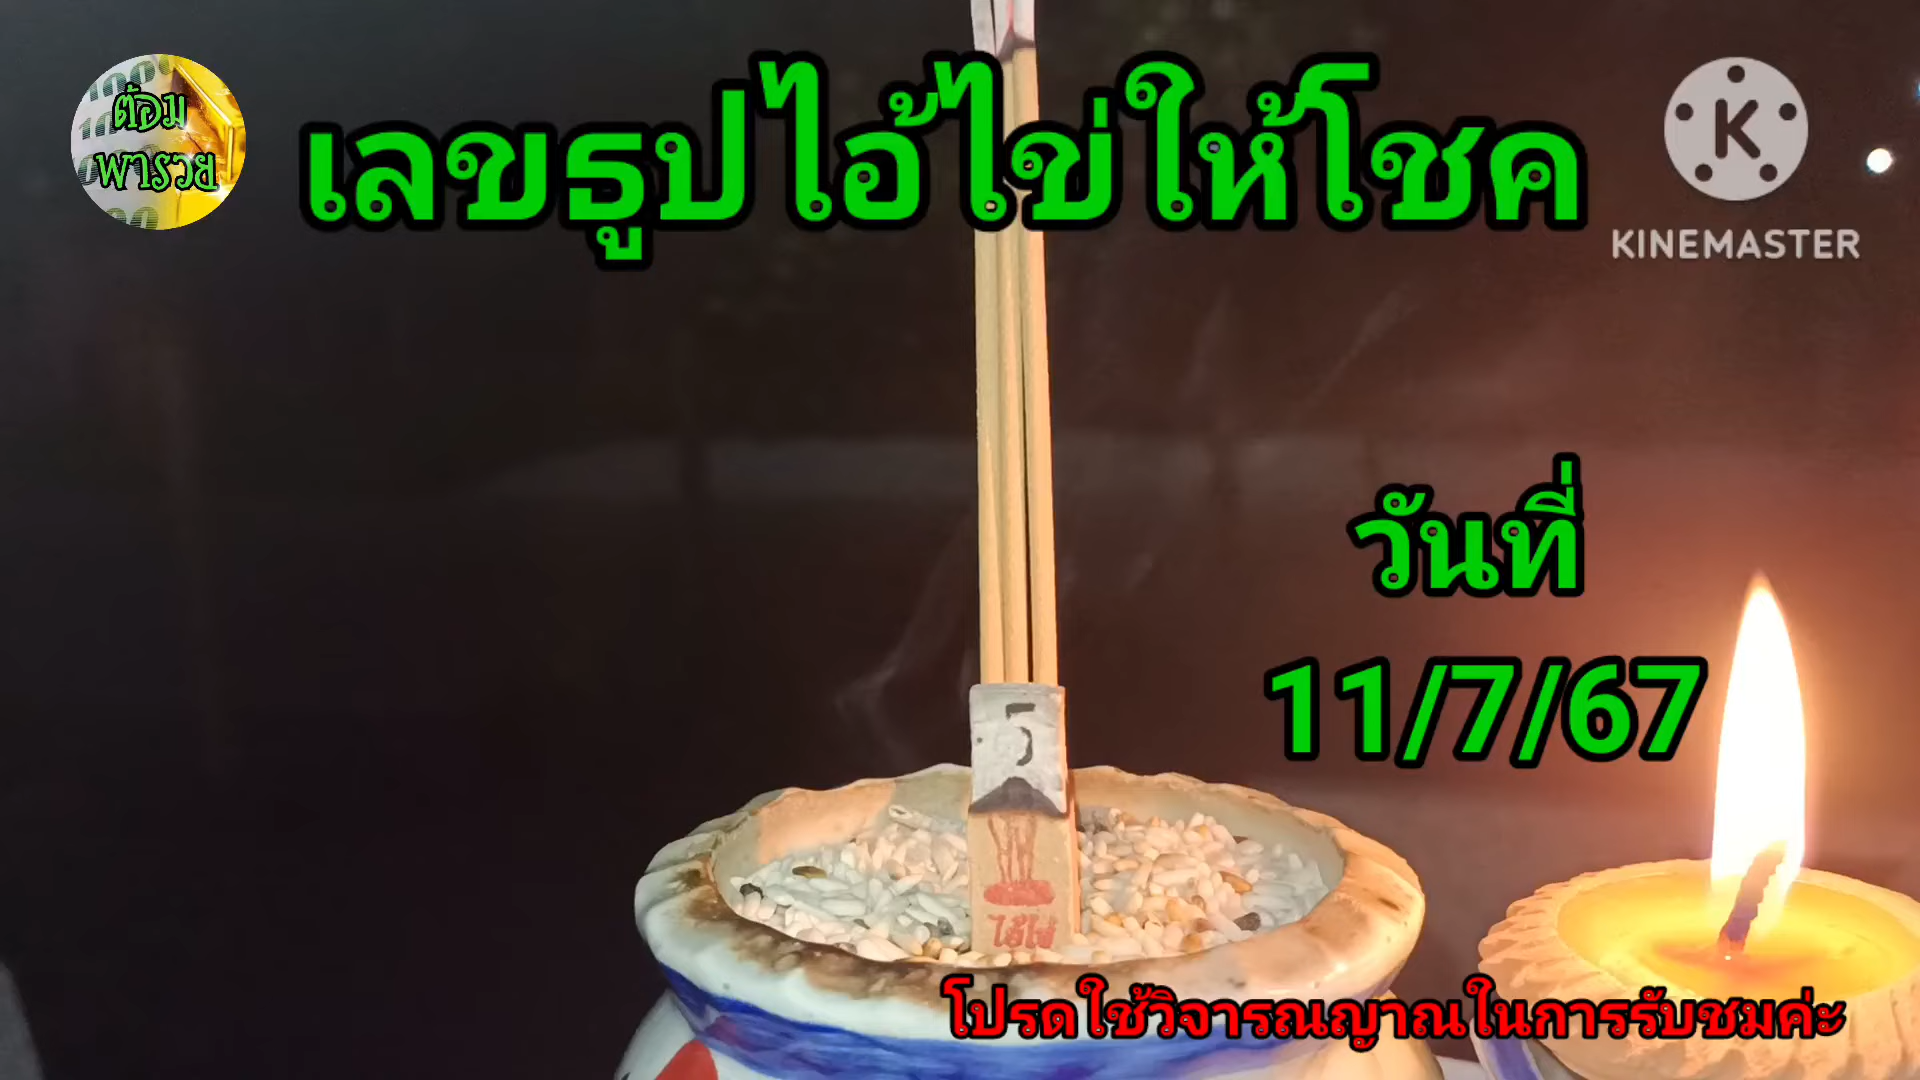 ต้อม
พารวย
เลขธูปไอ้ไข่ให้โชค
K
KINEMASTER
วันที่
11/7/67
5
ไอ้ไข่
โปรดใช้วิจารณญาณในการรับชมค่ะ